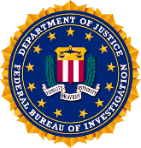 DEPARTMENT OF JUSTICE
FEDERAL BUREAU OF INVESTIGATION